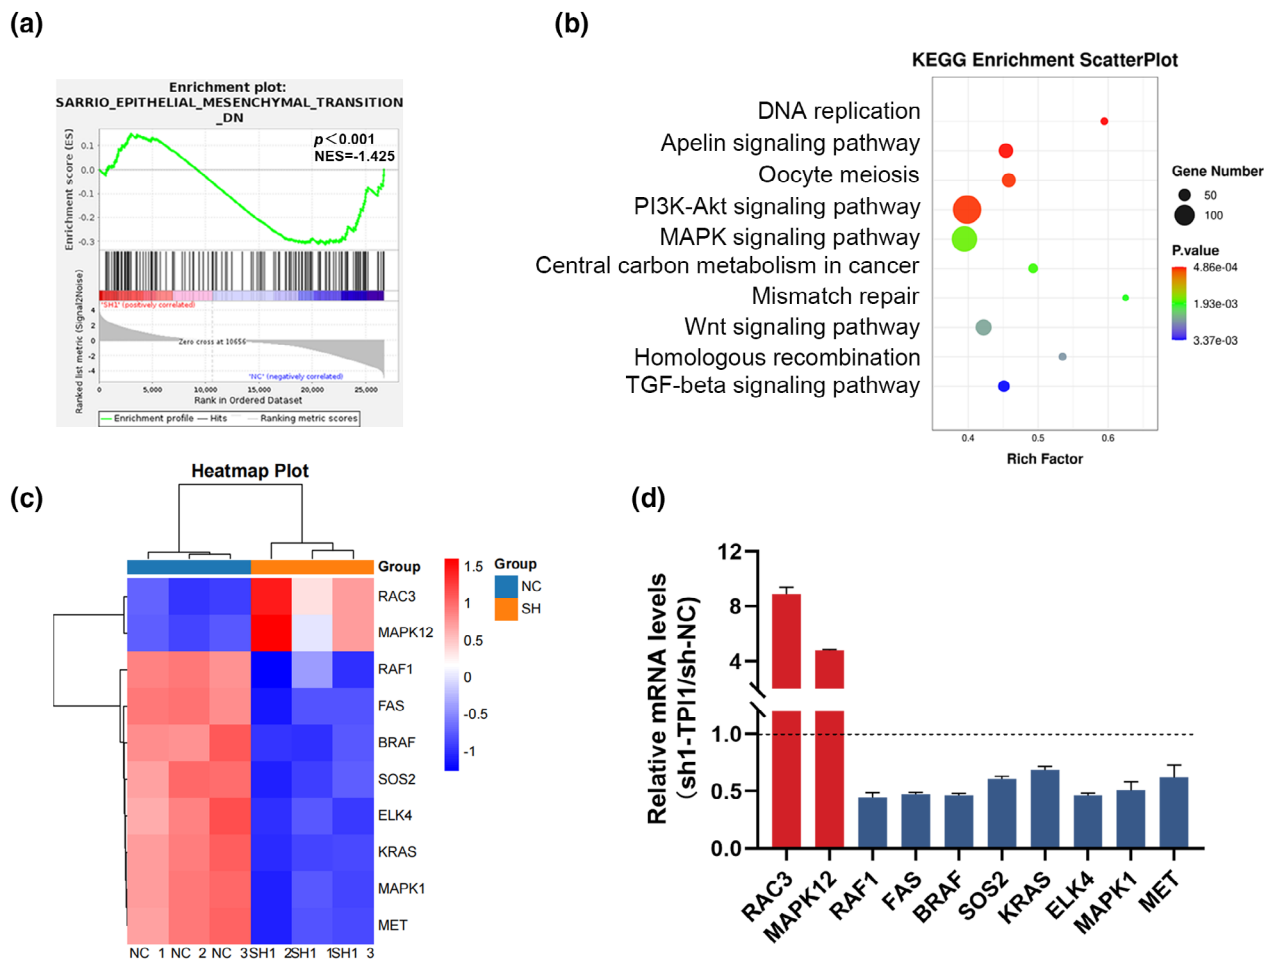 (a)
Enrichment plot:
SARRIO_EPITHELIAL_MESENCHYMAL_TRANSITION
_DN
p<0.001
NES=-1.425
Enrichment score (ES)
0.1
0.0
-0.1
-0.2
-0.3
"SH1" (positively correlated)
Ranked list metric (Signal2Noise)
4
2
0
-2
-4
Zero cross at 10656
"NC" (negatively correlated)
0 5,000 10,000 15,000 20,000 25,000
Rank in Ordered Dataset
Enrichment profile Hits Ranking metric scores
(b)
KEGG Enrichment ScatterPlot
DNA replication
Apelin signaling pathway
Oocyte meiosis
PI3K-Akt signaling pathway
MAPK signaling pathway
Central carbon metabolism in cancer
Mismatch repair
Wnt signaling pathway
Homologous recombination
TGF-beta signaling pathway
0.4 0.5 0.6
Rich Factor
Gene Number
50
100
P.value
4.86e-04
1.93e-03
3.37e-03
(c)
Heatmap Plot
Group
RAC3
MAPK12
RAF1
FAS
BRAF
SOS2
ELK4
KRAS
MAPK1
MET
NC 1 NC 2 NC 3 SH1 2 SH1 1 SH1 3
1.5
1
0.5
0
-0.5
-1
Group
NC
SH
(d)
Relative mRNA levels
(sh1-TPI1/sh-NC)
12
8
4
1.0
0.5
0.0
RAC3 MAPK12 RAF1 FAS BRAF SOS2 KRAS ELK4 MAPK1 MET